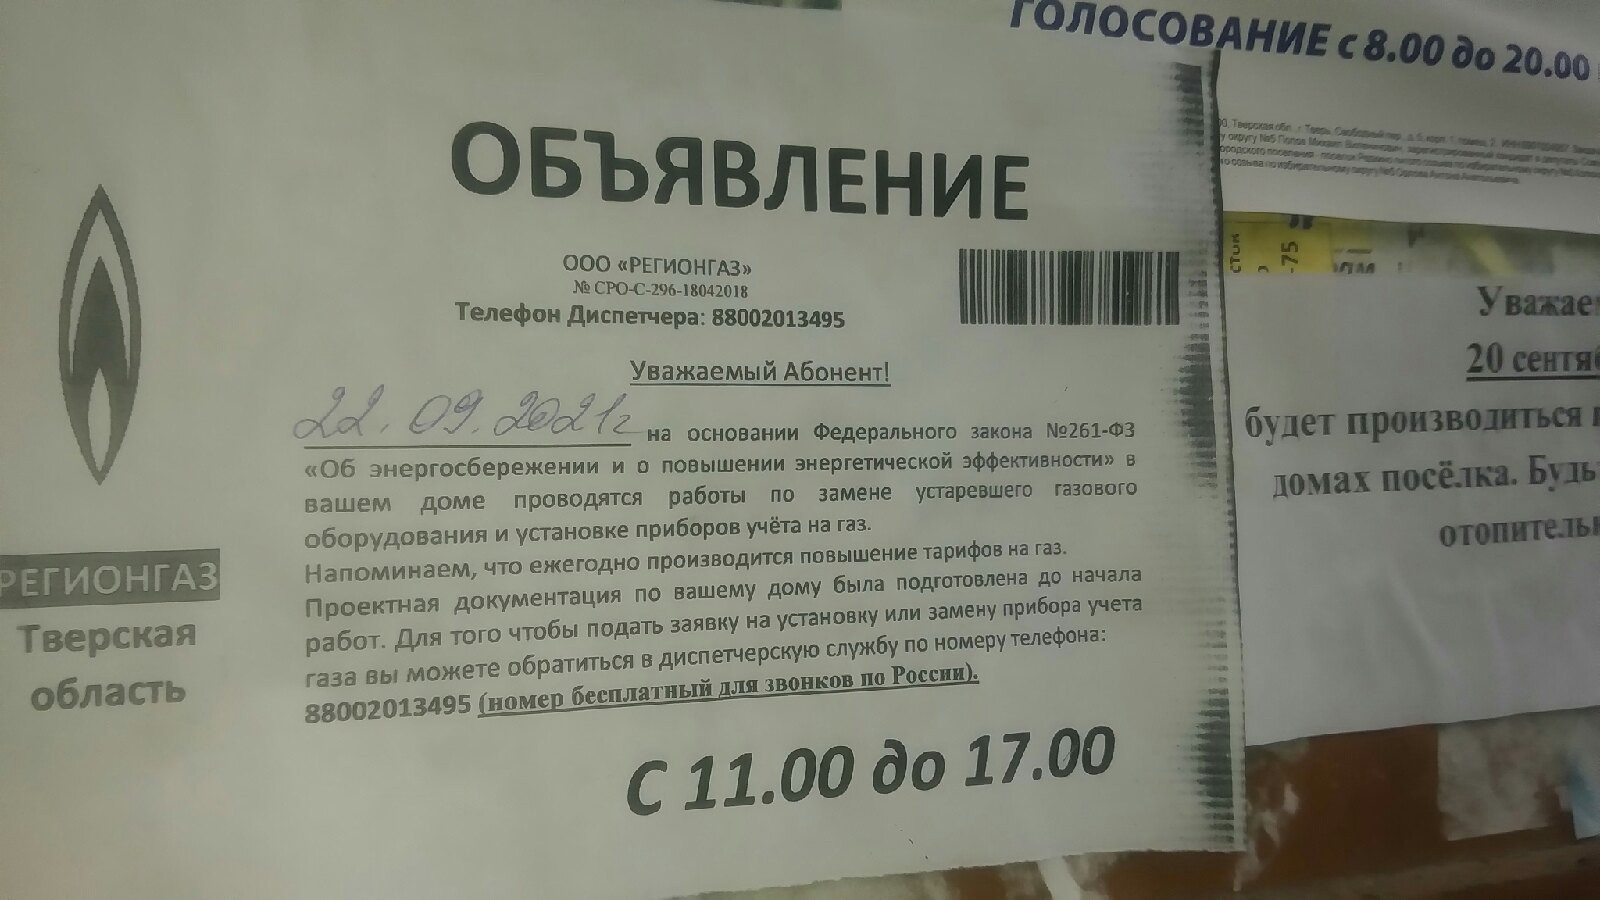 ОБЪЯВЛЕНИЕ
ООО «РЕГИОНГАЗ»
№ СРО-С-296-18042018
Телефон Диспетчера: 88002013495
Уважаемый Абонент!
22.09.2021г на основании Федерального закона №261-ФЗ
«Об энергосбережении и о повышении энергетической эффективности» в
вашем доме проводятся работы по замене устаревшего газового
оборудования и установке приборов учёта на газ.
Напоминаем, что ежегодно производится повышение тарифов на газ.
Проектная документация по вашему дому была подготовлена до начала
работ. Для того чтобы подать заявку на установку или замену прибора учета
газа вы можете обратиться в диспетчерскую службу по номеру телефона:
88002013495 (номер бесплатный для звонков по России).
С 11.00 до 17.00
РЕГИОНГАЗ
Тверская
область
ГОЛОСОВАНИЕ с 8.00 до 20.00
-75
Уважае
20 сентя
будет производиться
домах посёлка. Будь
отопитель